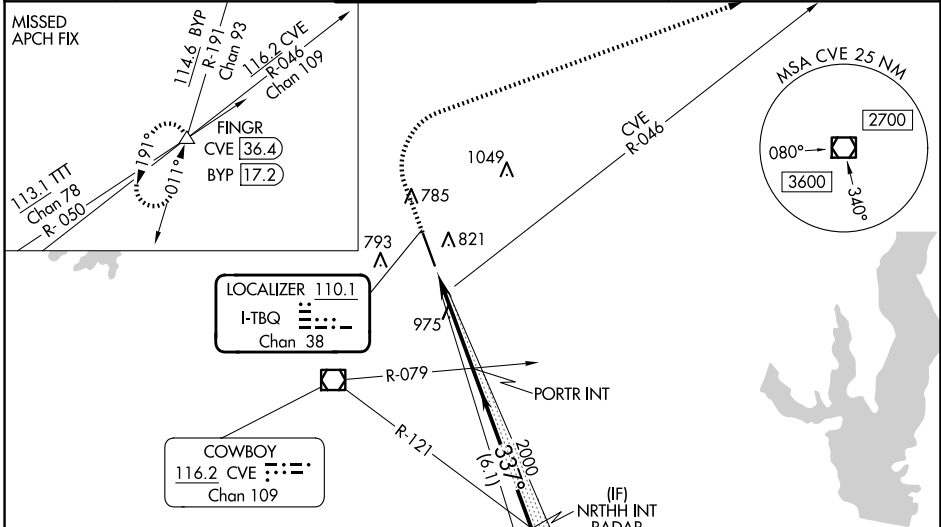 MISSED
APCH FIX
114.6 BYP
R-191
Chan 93
116.2 CVE
R-046
Chan 109
FINGR
CVE 36.4
BYP 17.2
191°
011°
113.1 TTT
Chan 78
R-050
MSA CVE 25 NM
2700
080°
3600
340°
CVE
R-046
1049
785
821
793
975
LOCALIZER 110.1
I-TBQ
Chan 38
R-079
PORTR INT
R-121
COWBOY
116.2 CVE
Chan 109
2000
337°
(6.1)
(IF)
NRTHH INT
RADAR